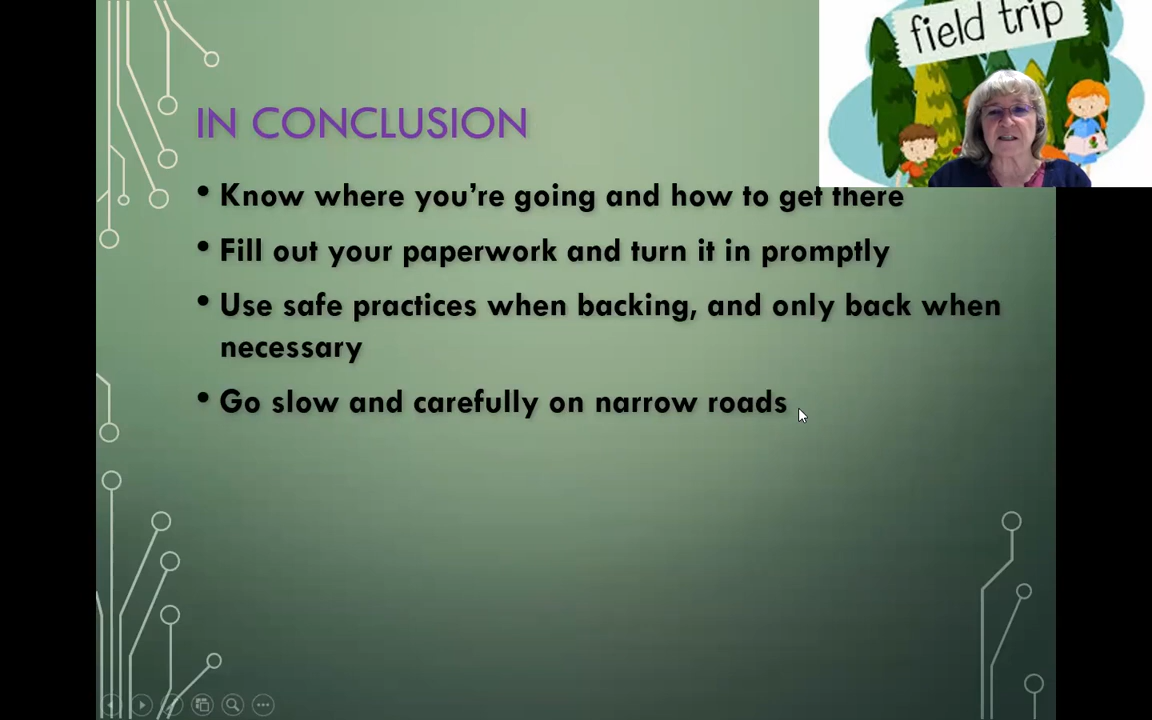 field trip
IN CONCLUSION
• Know where you're going and how to get there
• Fill out your paperwork and turn it in promptly
• Use safe practices when backing, and only back when
necessary
• Go slow and carefully on narrow roads